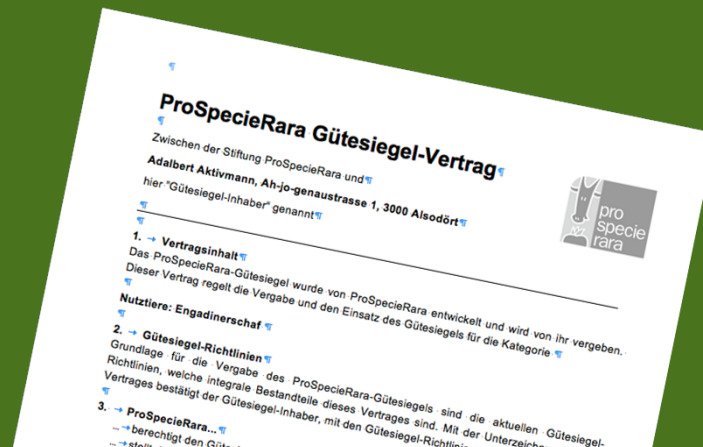 ProSpecieRara Gütesiegel-Vertrag
Zwischen der Stiftung ProSpecieRara und
Adalbert Aktivmann, Ah-jo-genaustrasse 1, 3000 Alsodört
hier "Gütesiegel-Inhaber" genannt
pro
specie
rara
1. → Vertragsinhalt
Das ProSpecieRara-Gütesiegel wurde von ProSpecieRara entwickelt und wird von ihr vergeben.
Dieser Vertrag regelt die Vergabe und den Einsatz des Gütesiegels für die Kategorie
Nutztiere: Engadinerschaf
2. → Gütesiegel-Richtlinien
Grundlage für die Vergabe des ProSpecieRara-Gütesiegels sind die aktuellen Gütesiegel-
Richtlinien, welche integrale Bestandteile dieses Vertrages sind. Mit der
Vertrages bestätigt der Gütesiegel-Inhaber, mit den
3. → ProSpecieRara...
...→ berechtigt den